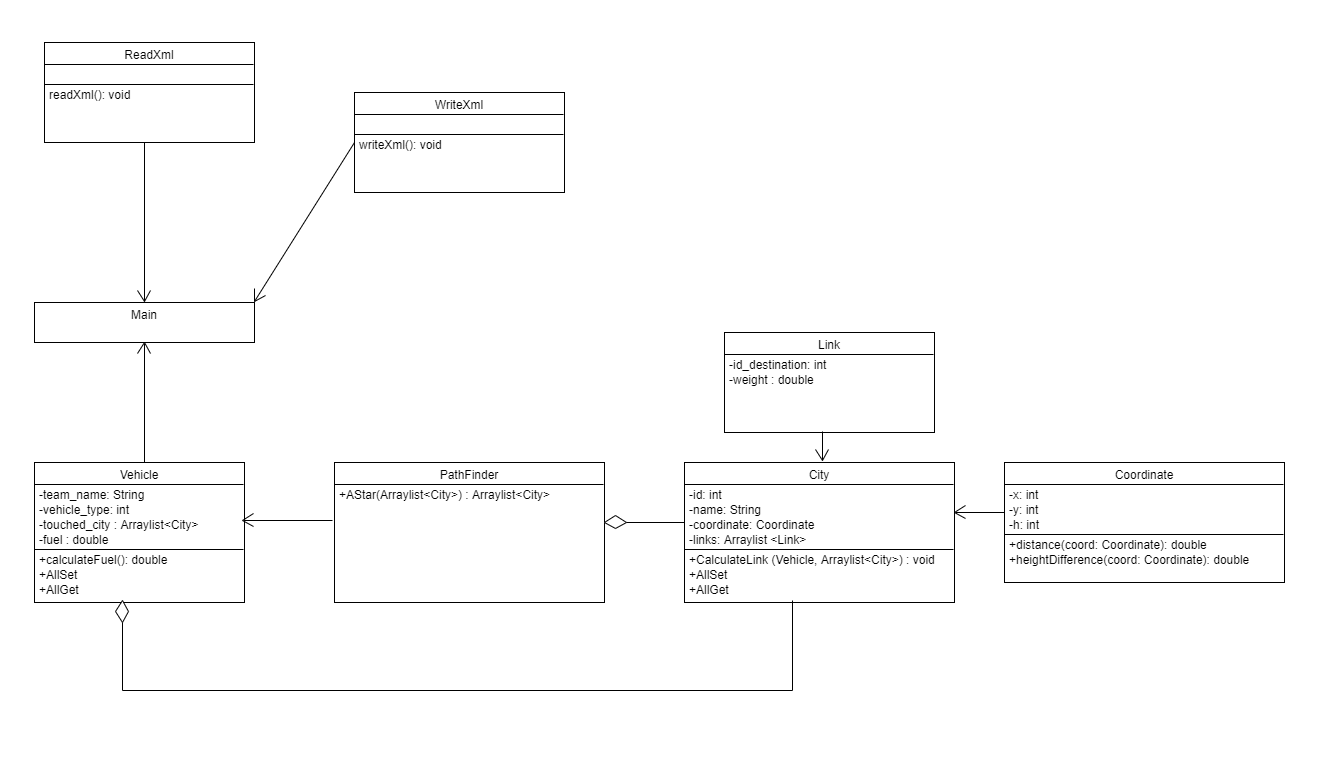 ReadXml
readXml(): void
WriteXml
writeXml(): void
Main
Link
-id_destination: int
-weight : double
Vehicle
-team_name: String
-vehicle_type: int
-touched_city : Arraylist<City>
-fuel : double
+calculateFuel(): double
+AllSet
+AllGet
PathFinder
+AStar(Arraylist<City>) : Arraylist<City>
City
-id: int
-name: String
-coordinate: Coordinate
-links: Arraylist <Link>
+CalculateLink (Vehicle, Arraylist<City>) : void
+AllSet
+AllGet
Coordinate
-x: int
-y: int
-h: int
+distance(coord: Coordinate): double
+heightDifference(coord: Coordinate): double